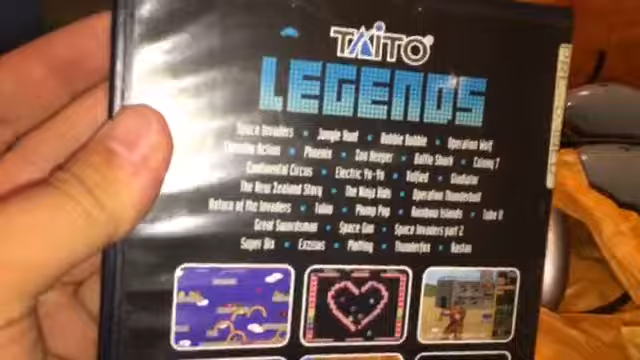 TAITO
LEGENDS
Space Invaders • Jungle Hunt • Bubble Bobble • Operation Wolf
Elevator Action • Phoenix • Zoo Keeper • Battle Shark • Colony 7
Continental Circus • Electric Yo-Yo • Volfied • Gladiator
The New Zealand Story • The Ninja Kids • Operation Thunderbolt
Return of the Invaders • Tokio • Plump Pop • Rainbow Islands • Tube It
Great Swordsman • Space Gun • Space Invaders part 2
Super Qix • Exzisus • Plotting • Thunderfox • Rastan